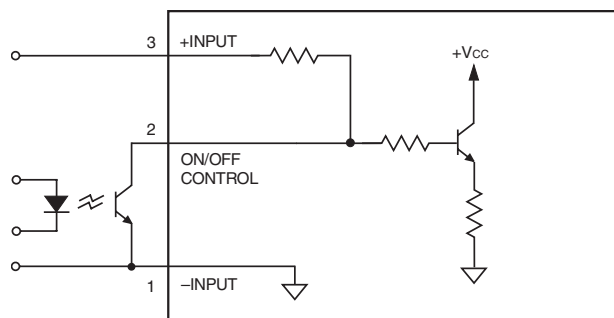 3 +INPUT
+VCC
2
ON/OFF
CONTROL
1 –INPUT